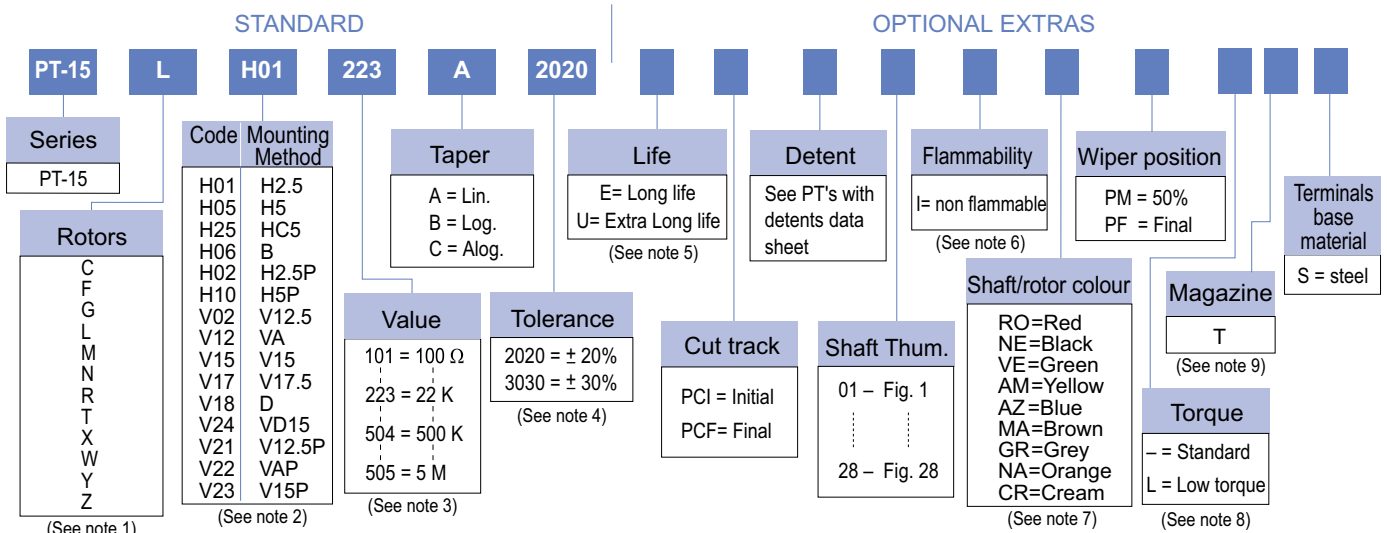 STANDARD
OPTIONAL EXTRAS
PT-15
L
H01
223
A
2020
Series
PT-15
Rotors
C
F
G
L
M
N
R
T
X
W
Y
Z
(See note 1)
Code Mounting
Method
H01 H2.5
H05 H5
H25 HC5
H06 B
H02 H2.5P
H10 H5P
V02 V12.5
V12 VA
V15 V15
V17 V17.5
V18 D
V24 VD15
V21 V12.5P
V22 VAP
V23 V15P
(See note 2)
Value
101 = 100 Ω
223 = 22 K
504 = 500 K
505 = 5 M
(See note 3)
Taper
A = Lin.
B = Log.
C = Alog.
Tolerance
2020 = ± 20%
3030 = ± 30%
(See note 4)
Life
E= Long life
U= Extra Long life
(See note 5)
Cut track
PCI = Initial
PCF= Final
Detent
See PT's with
detents data
sheet
Shaft Thum.
01 – Fig. 1
28 – Fig. 28
Flammability
I= non flammable
(See note 6)
Shaft/rotor colour
RO=Red
NE=Black
VE=Green
AM=Yellow
AZ=Blue
MA=Brown
GR=Grey
NA=Orange
CR=Cream
(See note 7)
Wiper position
PM = 50%
PF = Final
Torque
– = Standard
L = Low torque
(See note 8)
Magazine
T
(See note 9)
Terminals
base
material
S = steel